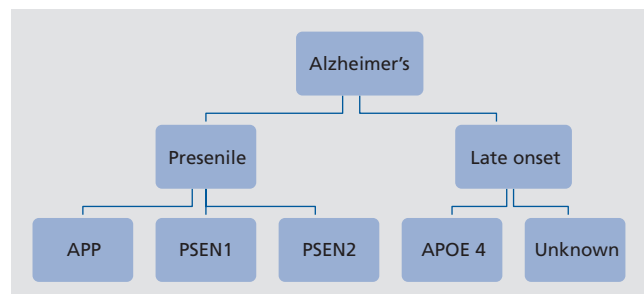 Alzheimer’s
Presenile
Late onset
APP
PSEN1
PSEN2
APOE 4
Unknown